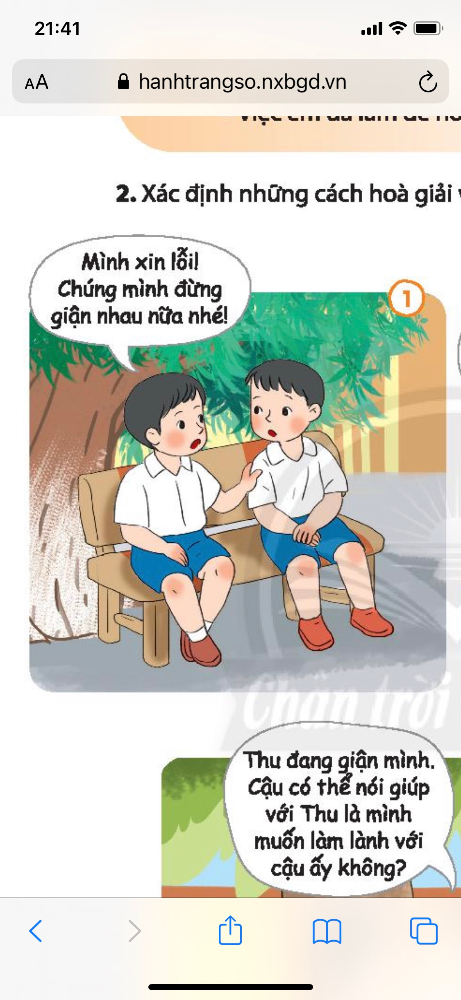 21:41
AA hanhtrangso.nxbgd.vn
2. Xác định những cách hoà giải
Mình xin lỗi!
Chúng mình đừng
giận nhau nữa nhé!
1
Chân trời
Thu đang giận mình.
Cậu có thể nói giúp
với Thu là mình
muốn làm lành với
cậu ấy không?